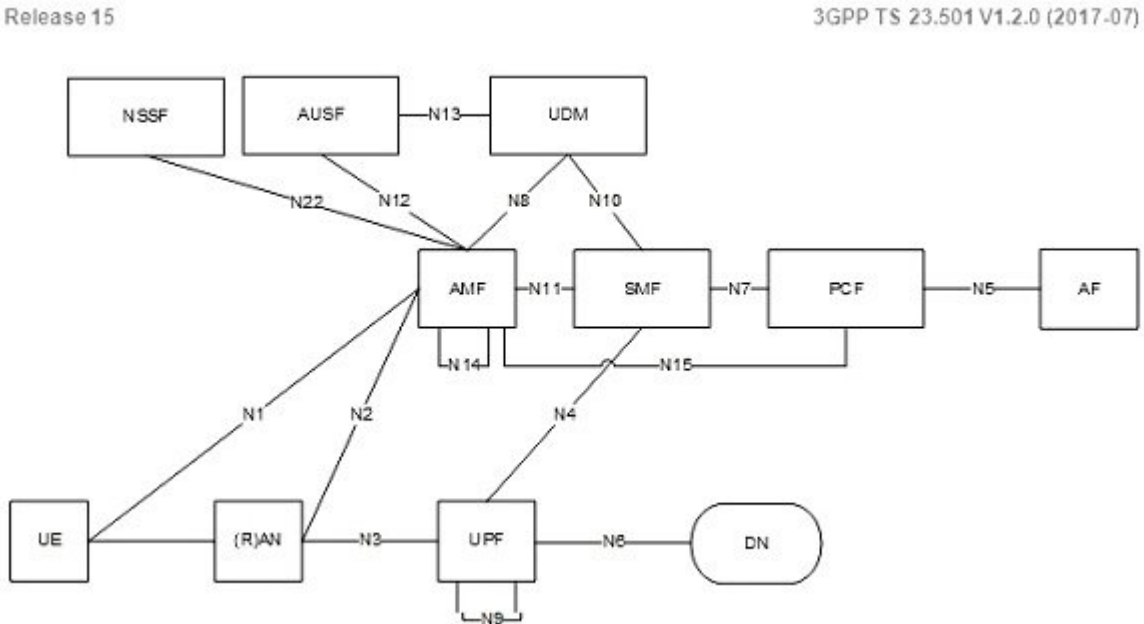 Release 15
3GPP TS 23.501 V1.2.0 (2017-07)
NSSF
AUSF
N13
UDM
N22
N12
N8
N10
AMF
N11
SMF
N7
PCF
N5
AF
N14
N15
N1
N2
N4
UE
(R)AN
N3
UPF
N6
DN
N9